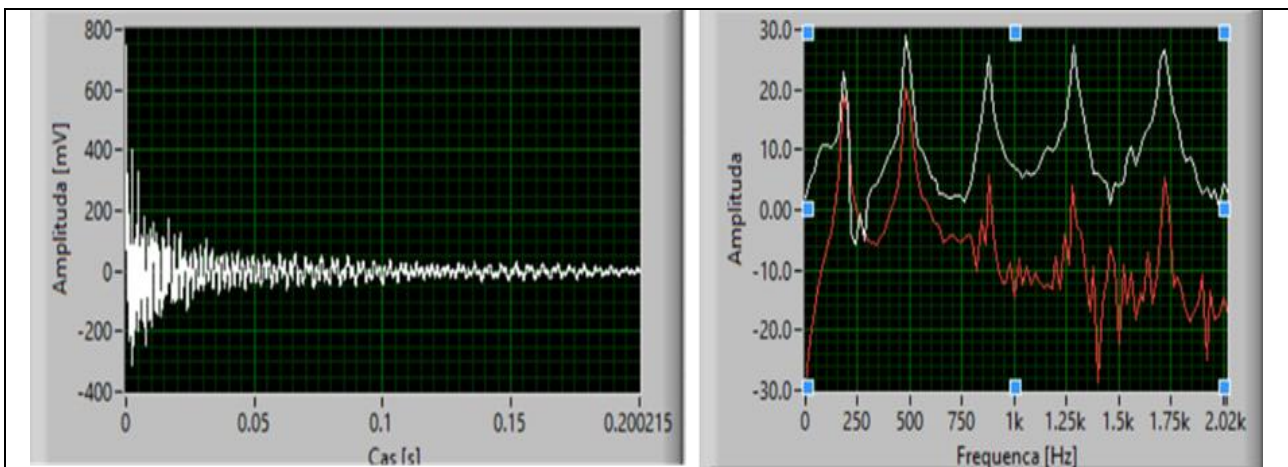 800
600
400
200
0
-200
-400
Amplituda [mV]
0
0.05
0.1
0.15
0.200215
Cas [s]
30.0
20.0
10.0
0.00
-10.0
-20.0
-30.0
Amplituda
0
250
500
750
1k
1.25k
1.5k
1.75k
2.02k
Frequenca [Hz]